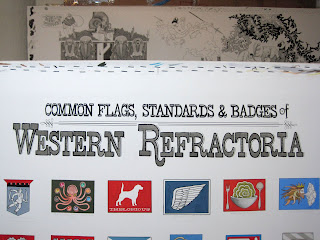 COMMON FLAGS, STANDARDS & BADGES of
WESTERN REFRACTORIA